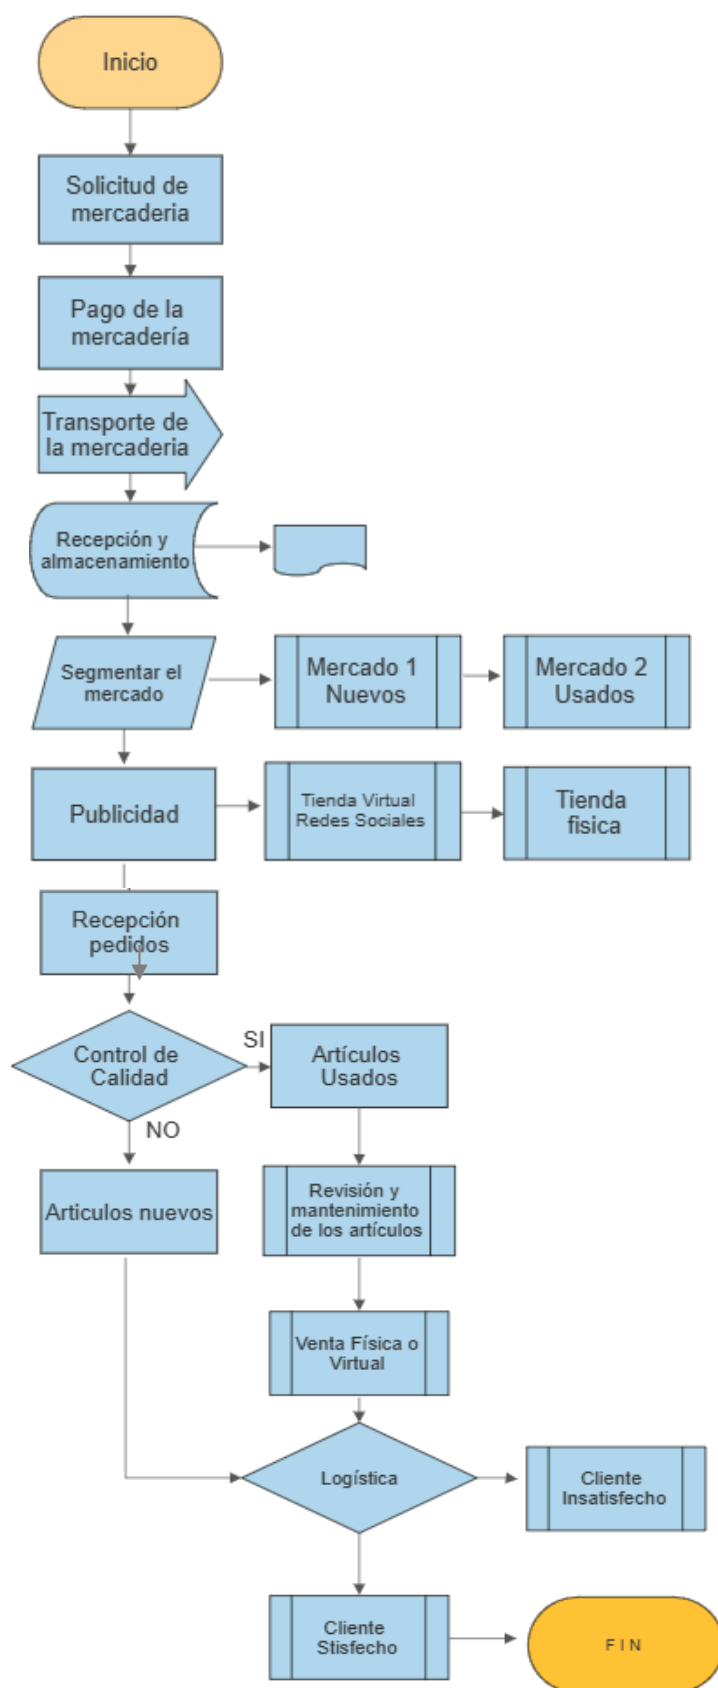 Inicio
Solicitud de
mercaderia
Pago de la
mercadería
Transporte de
la mercaderia
Recepción y
almacenamiento
Segmentar el
mercado
Mercado 1
Nuevos
Mercado 2
Usados
Publicidad
Tienda Virtual
Redes Sociales
Tienda
fisica
Recepción
pedidos
Control de
Calidad
SI
Artículos
Usados
NO
Articulos nuevos
Revisión y
mantenimiento
de los artículos
Venta Física o
Virtual
Logística
Cliente
Insatisfecho
Cliente
Stisfecho
F I N